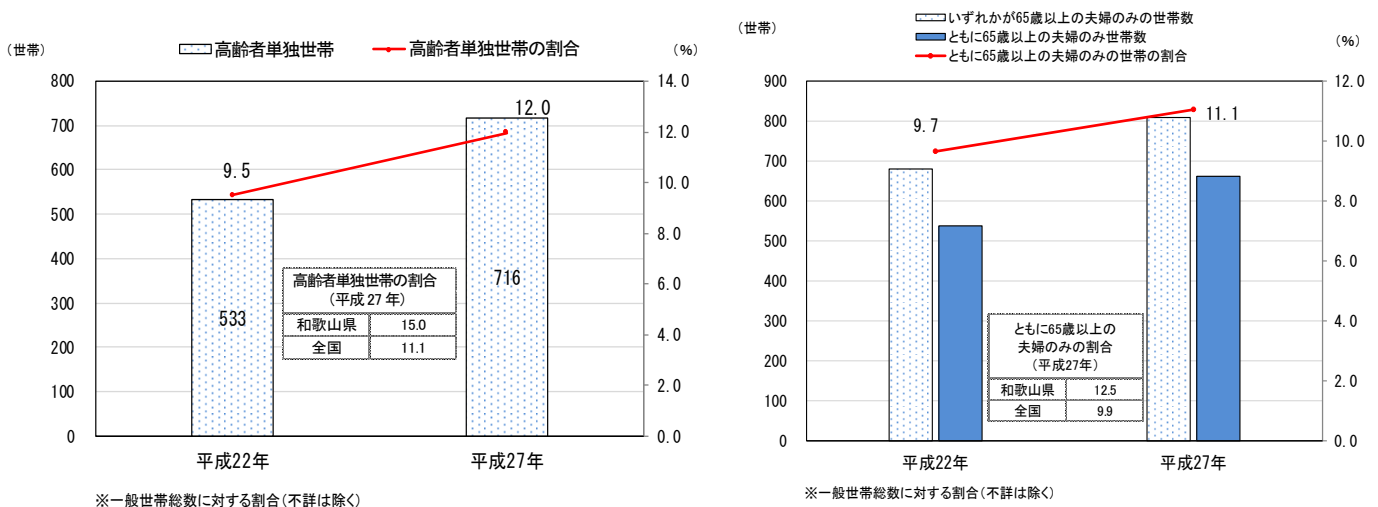 (世帯)
高齢者単独世帯
高齢者単独世帯の割合
(%)
800
700
600
500
400
300
200
100
0
14.0
12.0
10.0
8.0
6.0
4.0
2.0
0.0
9.5
12.0
533
716
高齢者単独世帯の割合
(平成27年)
和歌山県 15.0
全国 11.1
平成22年
平成27年
※一般世帯総数に対する割合(不詳は除く)
いずれかが65歳以上の夫婦のみの世帯数
ともに65歳以上の夫婦のみ世帯数
ともに65歳以上の夫婦のみの世帯の割合
(世帯)
(%)
900
800
700
600
500
400
300
200
100
0
12.0
10.0
8.0
6.0
4.0
2.0
0.0
9.7
11.1
ともに65歳以上の
夫婦のみの割合
(平成27年)
和歌山県 12.5
全国 9.9
平成22年
平成27年
※一般世帯総数に対する割合(不詳は除く)